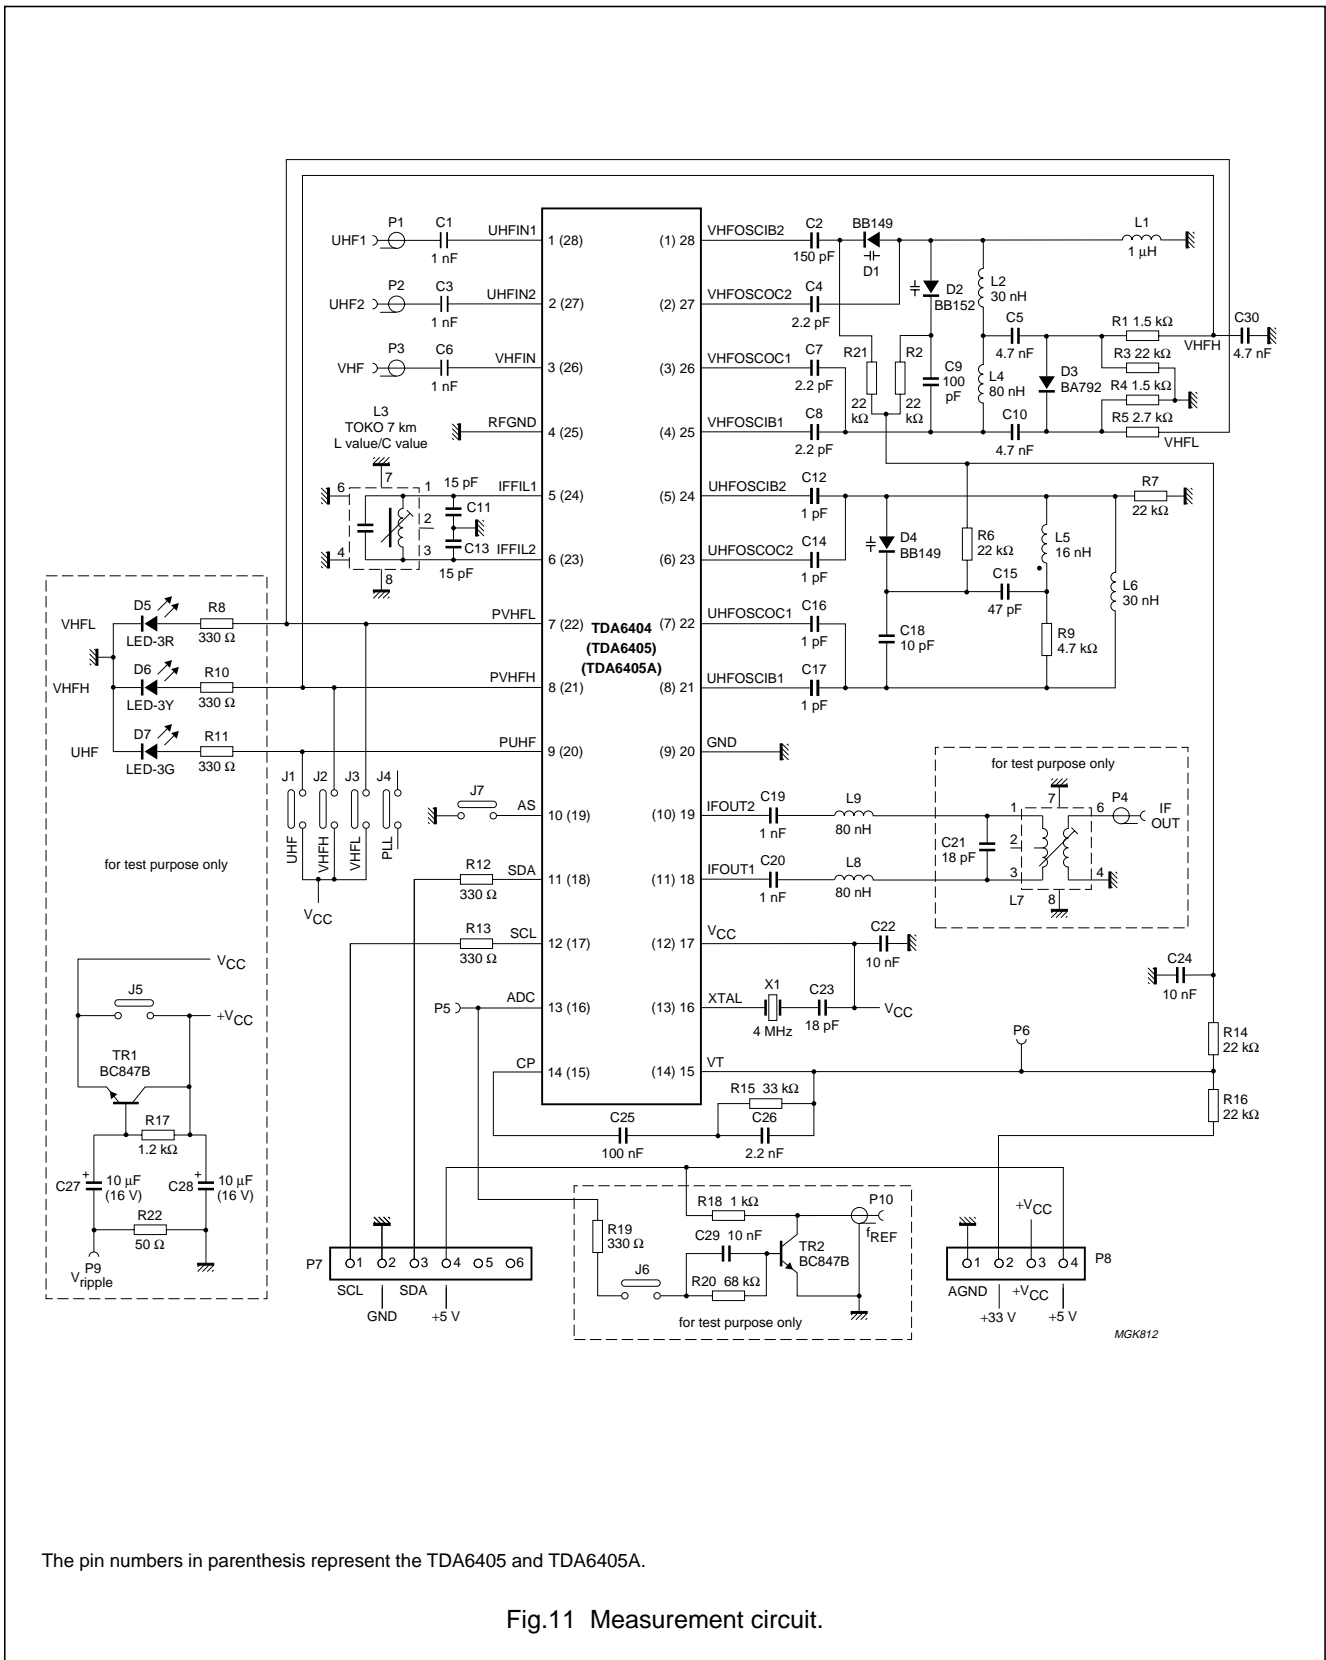 UHF1
P1
C1
1 nF
UHFIN1
1 (28)
UHF2
P2
C3
1 nF
UHFIN2
2 (27)
VHF
P3
C6
1 nF
VHFIN
3 (26)
RFGND
4 (25)
L3
TOKO 7 km
L value/C value
7
6
1
2
4
3
8
15 pF
C11
C13
15 pF
IFFIL1
5 (24)
IFFIL2
6 (23)
VHFL
D5
LED-3R
R8
330 Ω
PVHFL
7 (22)
VHFH
D6
LED-3Y
R10
330 Ω
PVHFH
8 (21)
UHF
D7
LED-3G
R11
330 Ω
PUHF
9 (20)
for test purpose only
J1
J2
J3
J4
UHF
VHFH
VHFL
PLL
VCC
J7
AS
10 (19)
R12
330 Ω
SDA
11 (18)
R13
330 Ω
SCL
12 (17)
P5
ADC
13 (16)
CP
14 (15)
TDA6404
(TDA6405)
(TDA6405A)
(1) 28
VHFOSCIB2
C2
150 pF
BB149
D1
L1
1 µH
(2) 27
VHFOSCOC2
C4
2.2 pF
D2
BB152
L2
30 nH
(3) 26
VHFOSCOC1
C7
2.2 pF
R21
22
kΩ
R2
22
kΩ
C9
100
pF
L4
80 nH
C5
4.7 nF
D3
BA792
R1 1.5 kΩ
VHFH
R3 22 kΩ
R4 1.5 kΩ
R5 2.7 kΩ
VHFL
C30
4.7 nF
(4) 25
VHFOSCIB1
C8
2.2 pF
C10
4.7 nF
(5) 24
UHFOSCIB2
C12
1 pF
R7
22 kΩ
(6) 23
UHFOSCOC2
C14
1 pF
D4
BB149
R6
22 kΩ
L5
16 nH
C15
47 pF
L6
30 nH
(7) 22
UHFOSCOC1
C16
1 pF
C18
10 pF
R9
4.7 kΩ
(8) 21
UHFOSCIB1
C17
1 pF
(9) 20
GND
(10) 19
IFOUT2
C19
1 nF
L9
80 nH
(11) 18
IFOUT1
C20
1 nF
L8
80 nH
for test purpose only
C21
18 pF
1
7
6
2
3
8
4
L7
P4
IF
OUT
(12) 17
VCC
C22
10 nF
(13) 16
XTAL
X1
4 MHz
C23
18 pF
VCC
(14) 15
VT
P6
C24
10 nF
R14
22 kΩ
R16
22 kΩ
R15 33 kΩ
C25
100 nF
C26
2.2 nF
VCC
J5
+VCC
TR1
BC847B
R17
1.2 kΩ
C27
+
10 µF
(16 V)
C28
+
10 µF
(16 V)
R22
50 Ω
P9
Vripple
P7
1
2
3
4
5
6
SCL
GND
SDA
+5 V
R19
330 Ω
J6
R18 1 kΩ
C29 10 nF
R20 68 kΩ
TR2
BC847B
P10
fREF
for test purpose only
+VCC
1
2
3
4
P8
AGND
+33 V
+VCC
+5 V
MGK812
The pin numbers in parenthesis represent the TDA6405 and TDA6405A.
Fig.11 Measurement circuit.